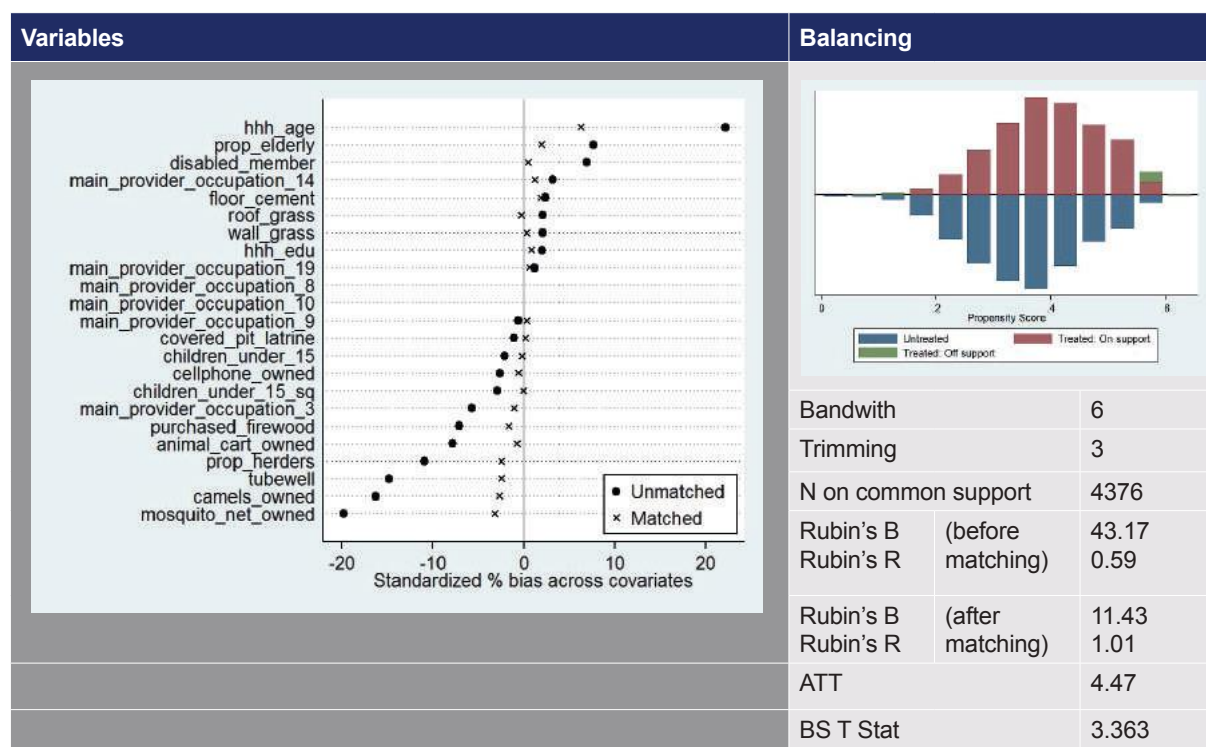 Variables
Balancing
hhh_age
prop_elderly
disabled_member
main_provider_occupation_14
floor_cement
roof_grass
wall_grass
hhh_edu
main_provider_occupation_19
main_provider_occupation_8
main_provider_occupation_10
main_provider_occupation_9
covered_pit_latrine
children_under_15
cellphone_owned
children_under_15_sq
main_provider_occupation_3
purchased_firewood
animal_cart_owned
prop_herders
tubewell
camels_owned
mosquito_net_owned
Unmatched
Matched
-20 -10 0 10 20
Standardized % bias across covariates
0 .2 .4 .6
Propensity Score
Untreated Treated: On support
Treated: Off support
Bandwith 6
Trimming 3
N on common support 4376
Rubin's B (before 43.17
Rubin's R matching) 0.59
Rubin's B (after 11.43
Rubin's R matching) 1.01
ATT 4.47
BS T Stat 3.363